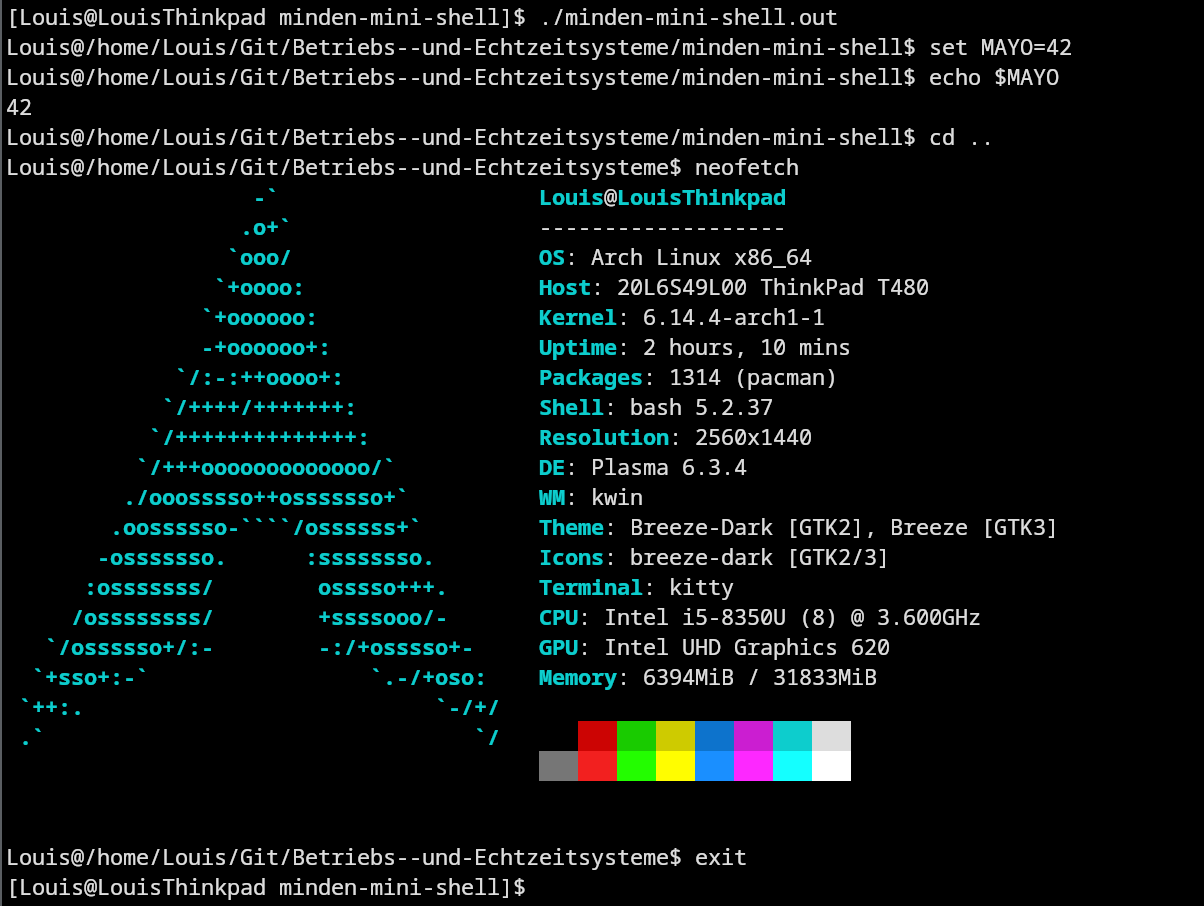 [Louis@LouisThinkpad minden-mini-shell]$ ./minden-mini-shell.out
Louis@/home/Louis/Git/Betriebs--und-Echtzeitsysteme/minden-mini-shell$ set MAYO=42
Louis@/home/Louis/Git/Betriebs--und-Echtzeitsysteme/minden-mini-shell$ echo $MAYO
42
Louis@/home/Louis/Git/Betriebs--und-Echtzeitsysteme/minden-mini-shell$ cd ..
Louis@/home/Louis/Git/Betriebs--und-Echtzeitsysteme$ neofetch
                   -`                    Louis@LouisThinkpad
                  .o+`                   -------------------
                 `ooo/                   OS: Arch Linux x86_64
                `+oooo:                  Host: 20L6S49L00 ThinkPad T480
               `+oooooo:                 Kernel: 6.14.4-arch1-1
               -+oooooo+:                Uptime: 2 hours, 10 mins
             `/:-:++oooo+:               Packages: 1314 (pacman)
            `/++++/+++++++:              Shell: bash 5.2.37
           `/++++++++++++++:             Resolution: 2560x1440
          `/+++ooooooooooooo/`           DE: Plasma 6.3.4
         ./ooosssso++osssssso+`          WM: kwin
        .oossssso-````/ossssss+`         Theme: Breeze-Dark [GTK2], Breeze [GTK3]
       -osssssso.      :ssssssso.        Icons: breeze-dark [GTK2/3]
      :osssssss/        osssso+++.       Terminal: kitty
     /ossssssss/        +ssssooo/-       CPU: Intel i5-8350U (8) @ 3.600GHz
   `/ossssso+/:-        -:/+osssso+-     GPU: Intel UHD Graphics 620
  `+sso+:-`                 `.-/+oso:    Memory: 6394MiB / 31833MiB
 `++:.                           `-/+/
 .`                                 `/
Louis@/home/Louis/Git/Betriebs--und-Echtzeitsysteme$ exit
[Louis@LouisThinkpad minden-mini-shell]$